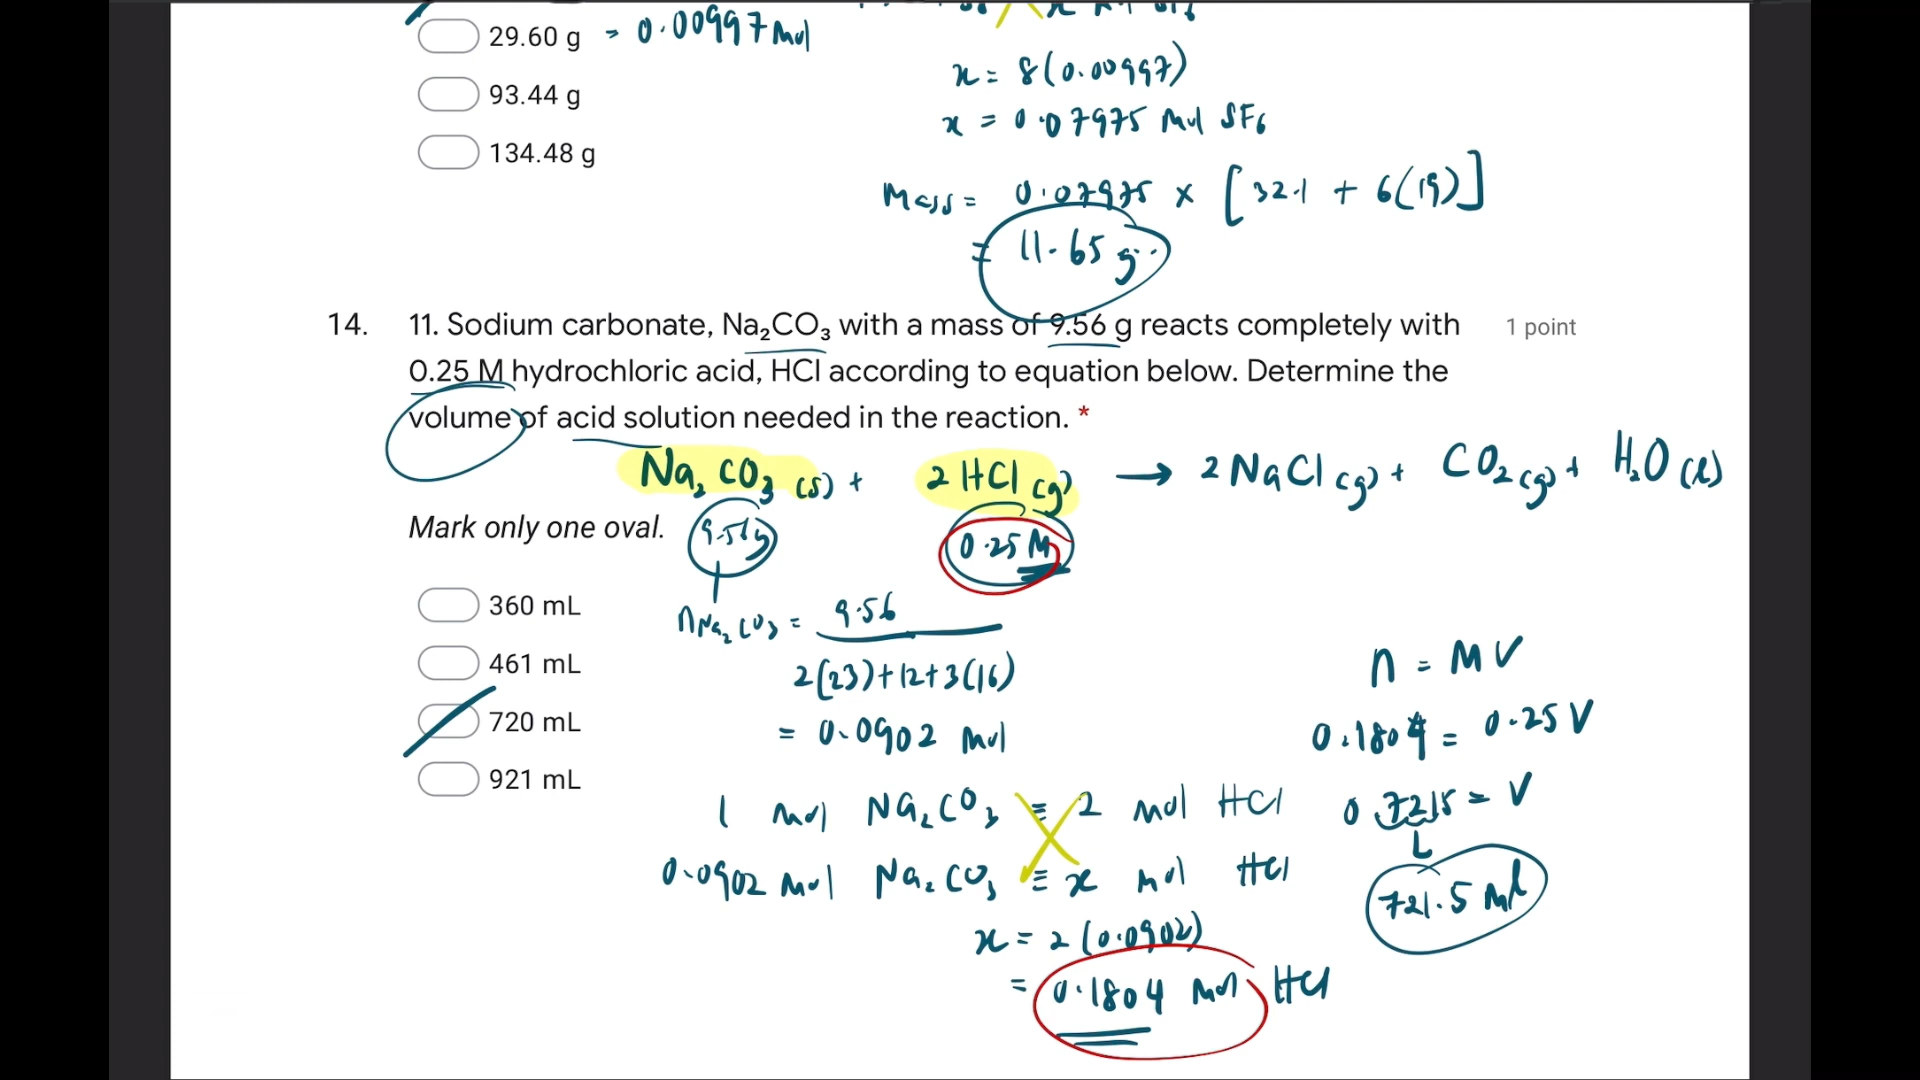 29.60 g = 0.00997 mol
x = 8(0.00997)
93.44 g
x = 0.07975 mol SF6
134.48 g
Mass = 0.07975 x [32.1 + 6(19)]
= 11.65 g
14. 11. Sodium carbonate, Na₂CO₃ with a mass of 9.56 g reacts completely with 1 point
0.25 M hydrochloric acid, HCl according to equation below. Determine the
volume of acid solution needed in the reaction. *
Na₂CO₃ (s) + 2 HCl (g) → 2 NaCl (g) + CO₂ (g) + H₂O (l)
Mark only one oval. 9.56g 0.25 M
360 mL
nNa₂CO₃ = 9.56
2(23)+12+3(16)
461 mL
n = MV
720 mL
= 0.0902 mol
0.1804 = 0.25 V
921 mL
1 mol Na₂CO₃ ≡ 2 mol HCl
0.7215 = V
L
0.0902 mol Na₂CO₃ ≡ x mol HCl
721.5 ml
x = 2(0.0902)
= 0.1804 mol HCl